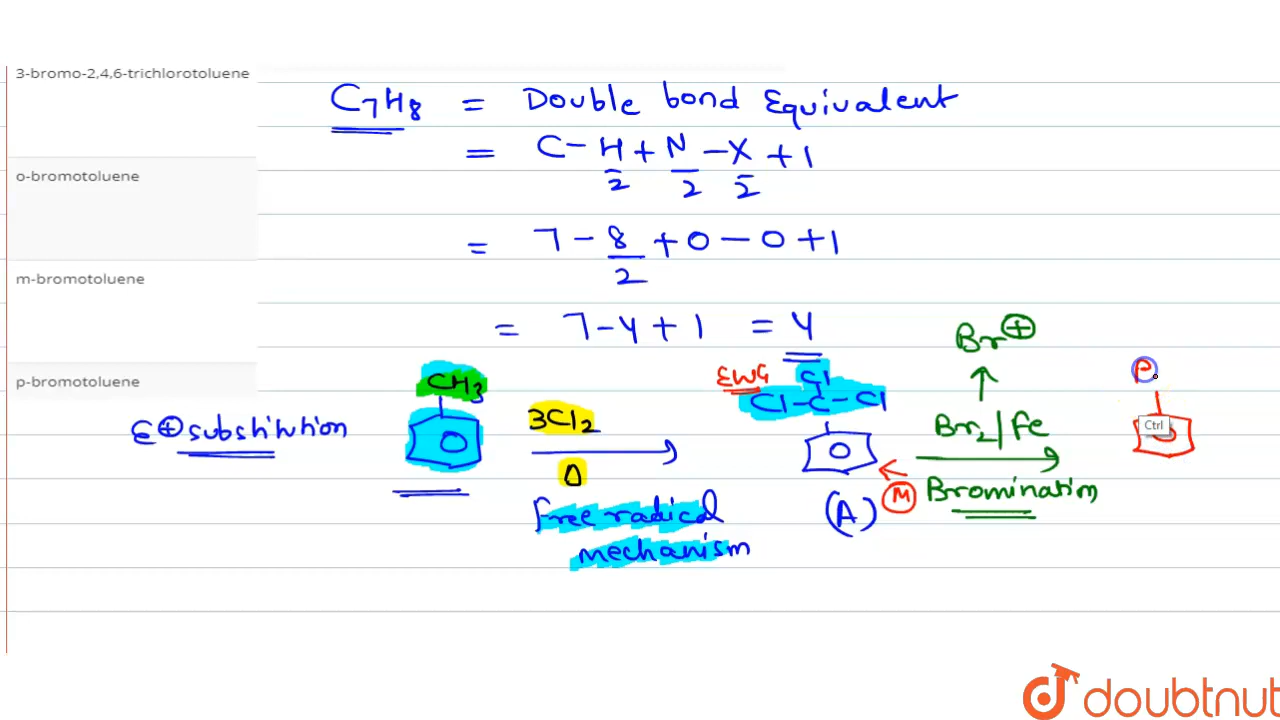 3-bromo-2,4,6-trichlorotoluene
C7H8 = Double bond Equivalent
= C - H/2 + N/2 - X/2 + 1
o-bromotoluene
= 7 - 8/2 + 0 - 0 + 1
m-bromotoluene
= 7 - 4 + 1 = 4
Br+
p-bromotoluene
CH3
EWG
Cl
Cl-C-Cl
E+ substitution
3Cl2
Δ
Br2/Fe
Ctrl
Free radical
mechanism
(A)
M
Bromination
doubtnut